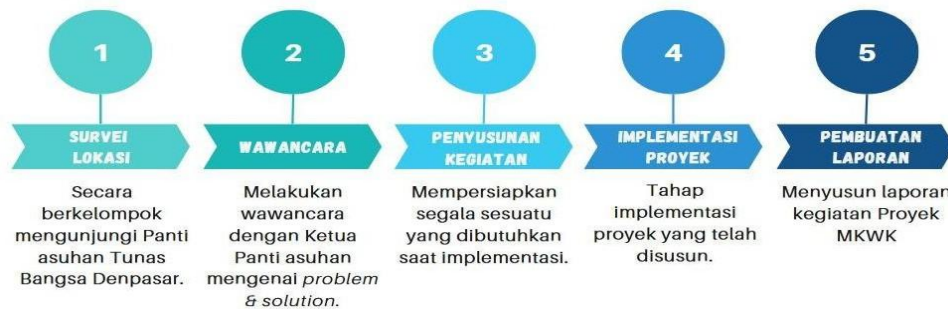 1
SURVEI
LOKASI
Secara
berkelompok
mengunjungi Panti
asuhan Tunas
Bangsa Denpasar.
2
WAWANCARA
Melakukan
wawancara
dengan Ketua
Panti asuhan
mengenai problem
& solution.
3
PENYUSUNAN
KEGIATAN
Mempersiapkan
segala sesuatu
yang dibutuhkan
saat implementasi.
4
IMPLEMENTASI
PROYEK
Tahap
implementasi
proyek yang telah
disusun.
5
PEMBUATAN
LAPORAN
Menyusun laporan
kegiatan Proyek
MKWK